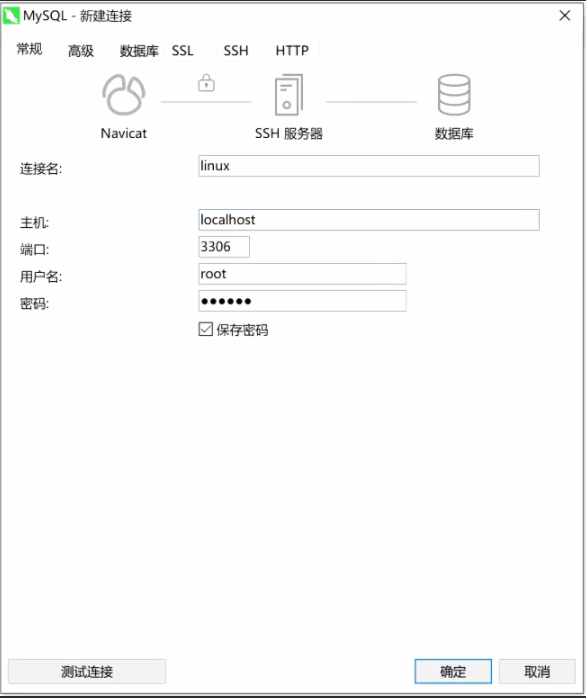 MySQL - 新建连接
常规 高级 数据库 SSL SSH HTTP
Navicat SSH 服务器 数据库
连接名: linux
主机: localhost
端口: 3306
用户名: root
密码: ●●●●●●
保存密码
测试连接 确定 取消